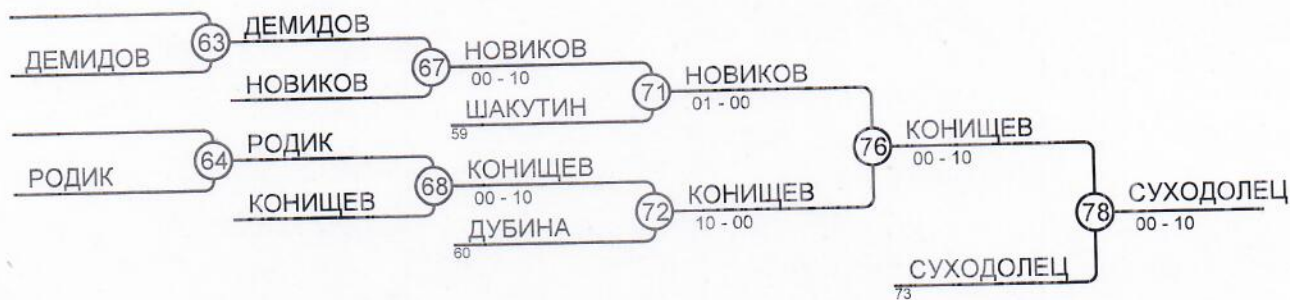 ДЕМИДОВ
63
ДЕМИДОВ
НОВИКОВ
67
НОВИКОВ
00 - 10
ШАКУТИН
59
71
НОВИКОВ
01 - 00
РОДИК
64
РОДИК
КОНИЩЕВ
68
КОНИЩЕВ
00 - 10
ДУБИНА
60
72
КОНИЩЕВ
10 - 00
76
КОНИЩЕВ
00 - 10
СУХОДОЛЕЦ
73
78
СУХОДОЛЕЦ
00 - 10